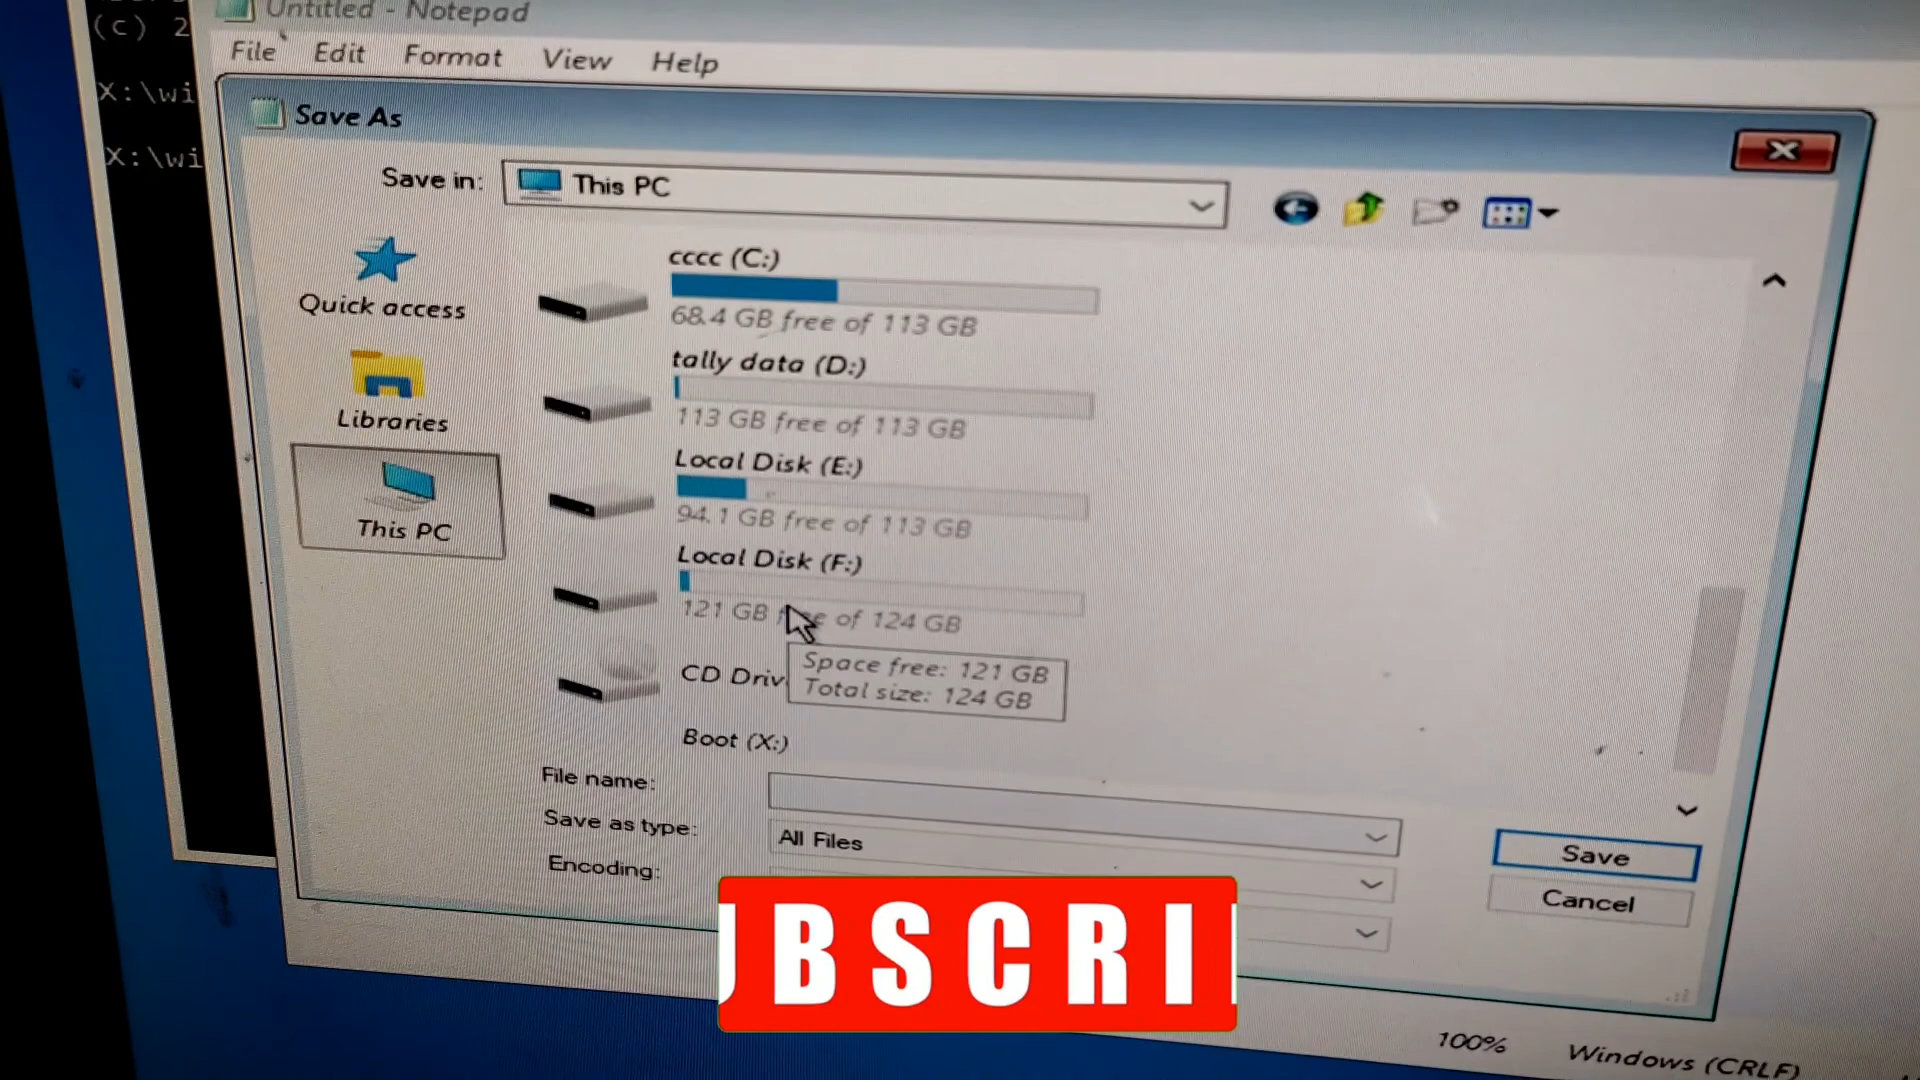 Untitled - Notepad
(c) 2
File Edit Format View Help
X:\wi
Save As
X:\wi
Save in: This PC
cccc (C:)
68.4 GB free of 113 GB
Quick access
tally data (D:)
113 GB free of 113 GB
Libraries
Local Disk (E:)
94.1 GB free of 113 GB
This PC
Local Disk (F:)
121 GB free of 124 GB
CD Driv
Space free: 121 GB
Total size: 124 GB
Boot (X:)
File name:
Save as type: All Files
Encoding:
Save
Cancel
UBSCRI
100% Windows (CRLF)